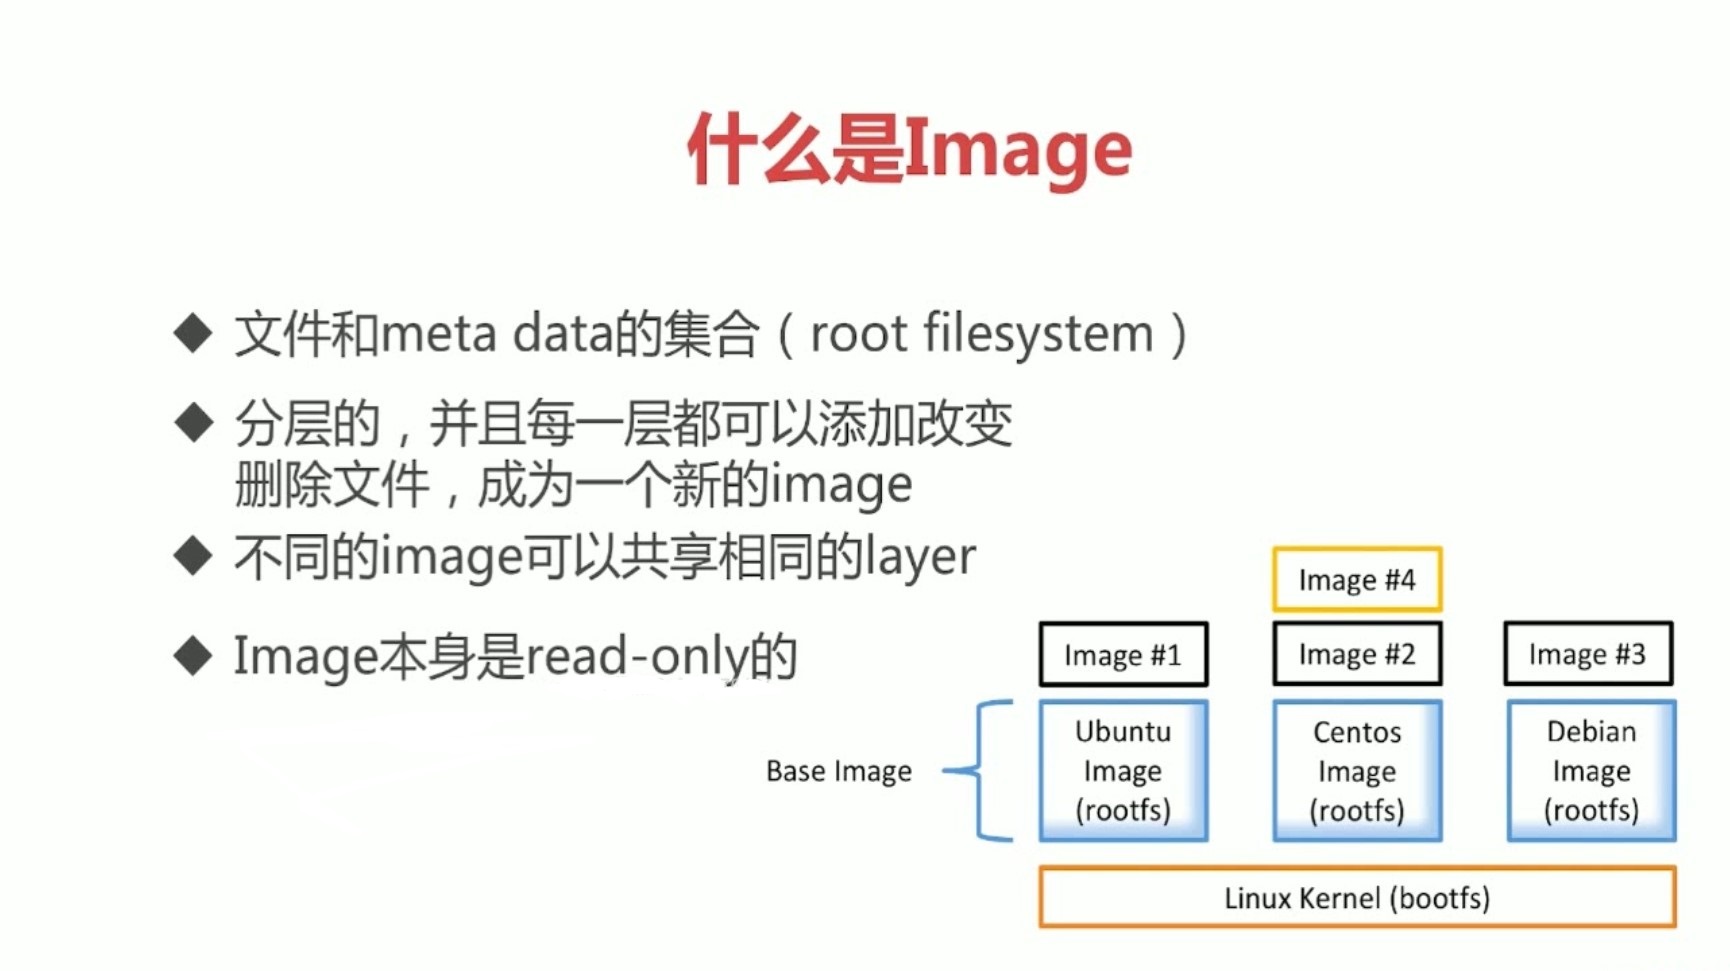 什么是Image
◆ 文件和meta data的集合（root filesystem）
◆ 分层的，并且每一层都可以添加改变
删除文件，成为一个新的image
◆ 不同的image可以共享相同的layer
◆ Image本身是read-only的
Image #4
Image #1
Image #2
Image #3
Base Image
Ubuntu
Image
(rootfs)
Centos
Image
(rootfs)
Debian
Image
(rootfs)
Linux Kernel (bootfs)